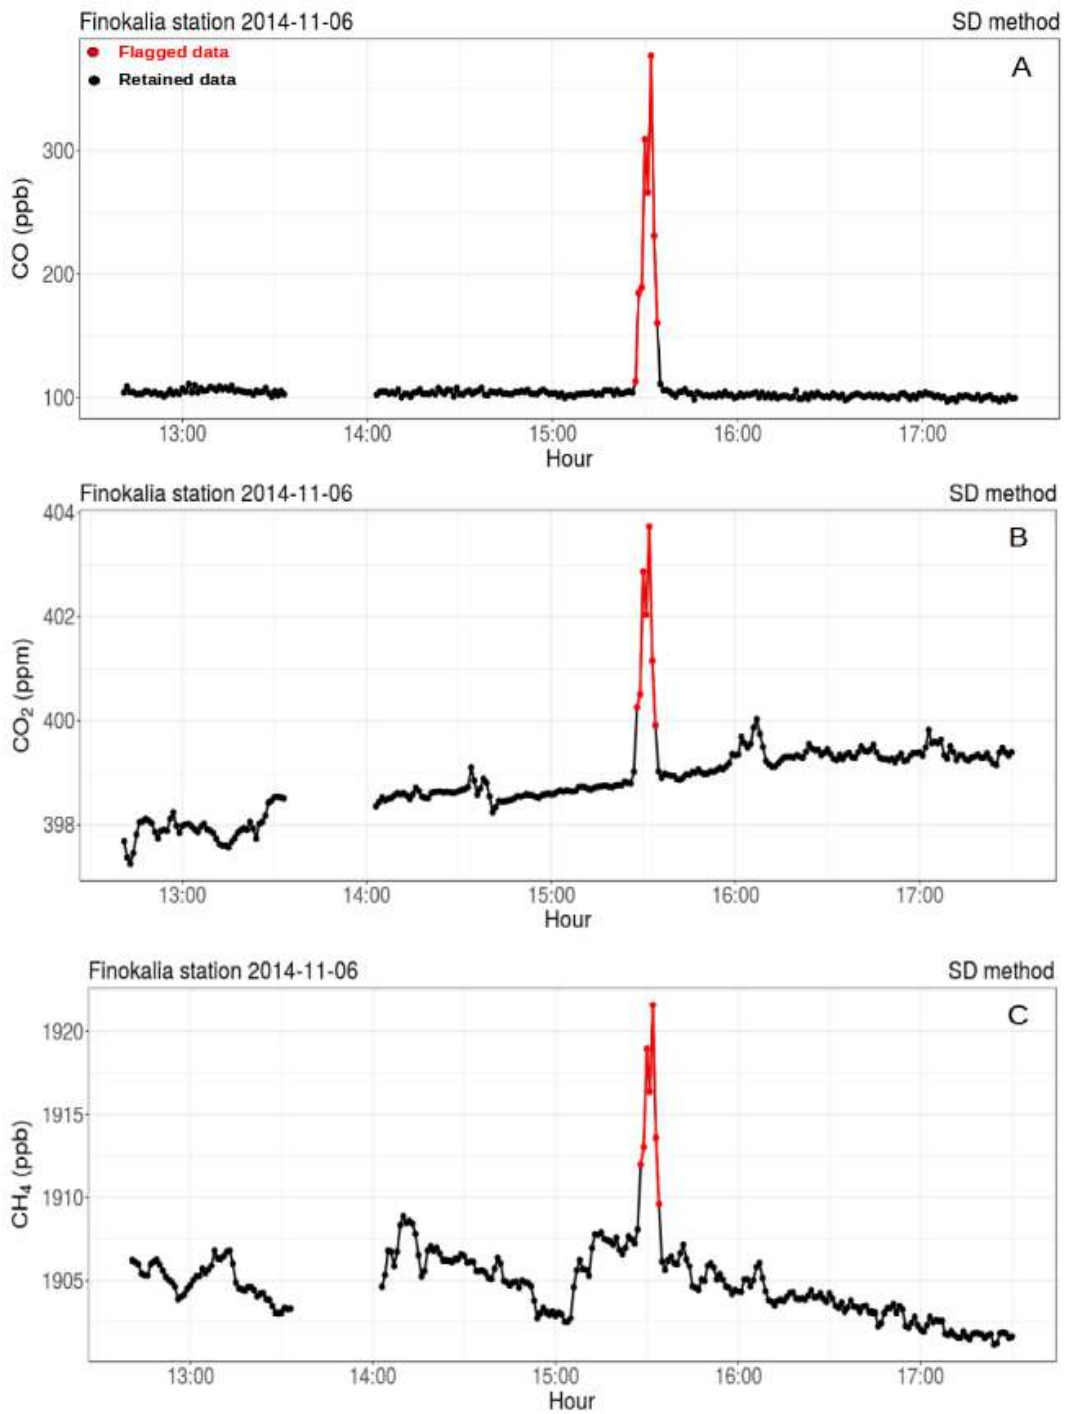 Finokalia station 2014-11-06 SD method
Flagged data
Retained data
A
300
200
100
CO (ppb)
13:00 14:00 15:00 16:00 17:00
Hour
Finokalia station 2014-11-06 SD method
B
404
402
400
398
CO₂ (ppm)
13:00 14:00 15:00 16:00 17:00
Hour
Finokalia station 2014-11-06 SD method
C
1920
1915
1910
1905
CH₄ (ppb)
13:00 14:00 15:00 16:00 17:00
Hour